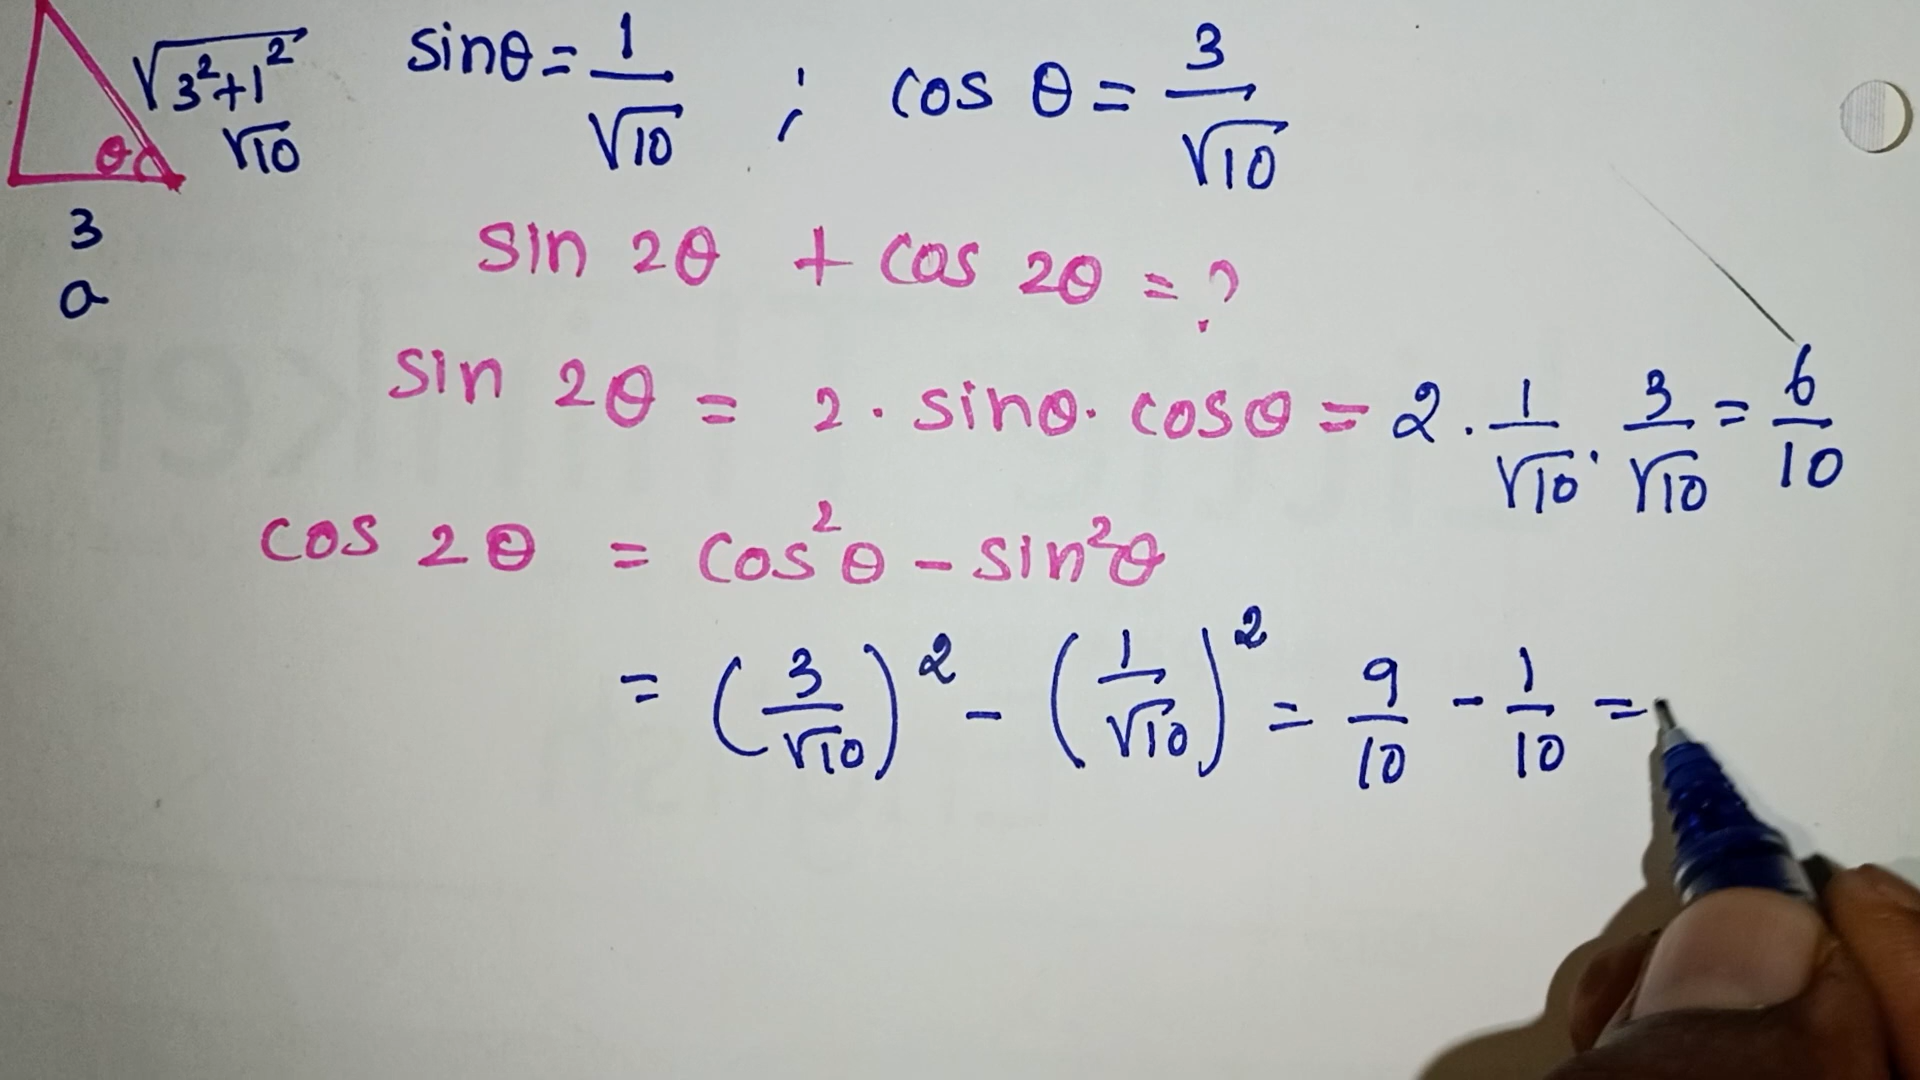 √3²+1² sinθ = 1/√10 ; cos θ = 3/√10
√10
3
a
sin 2θ + cos 2θ = ?
sin 2θ = 2 · sinθ · cosθ = 2 · 1/√10 · 3/√10 = 6/10
cos 2θ = cos²θ - sin²θ
= (3/√10)² - (1/√10)² = 9/10 - 1/10 =
θ